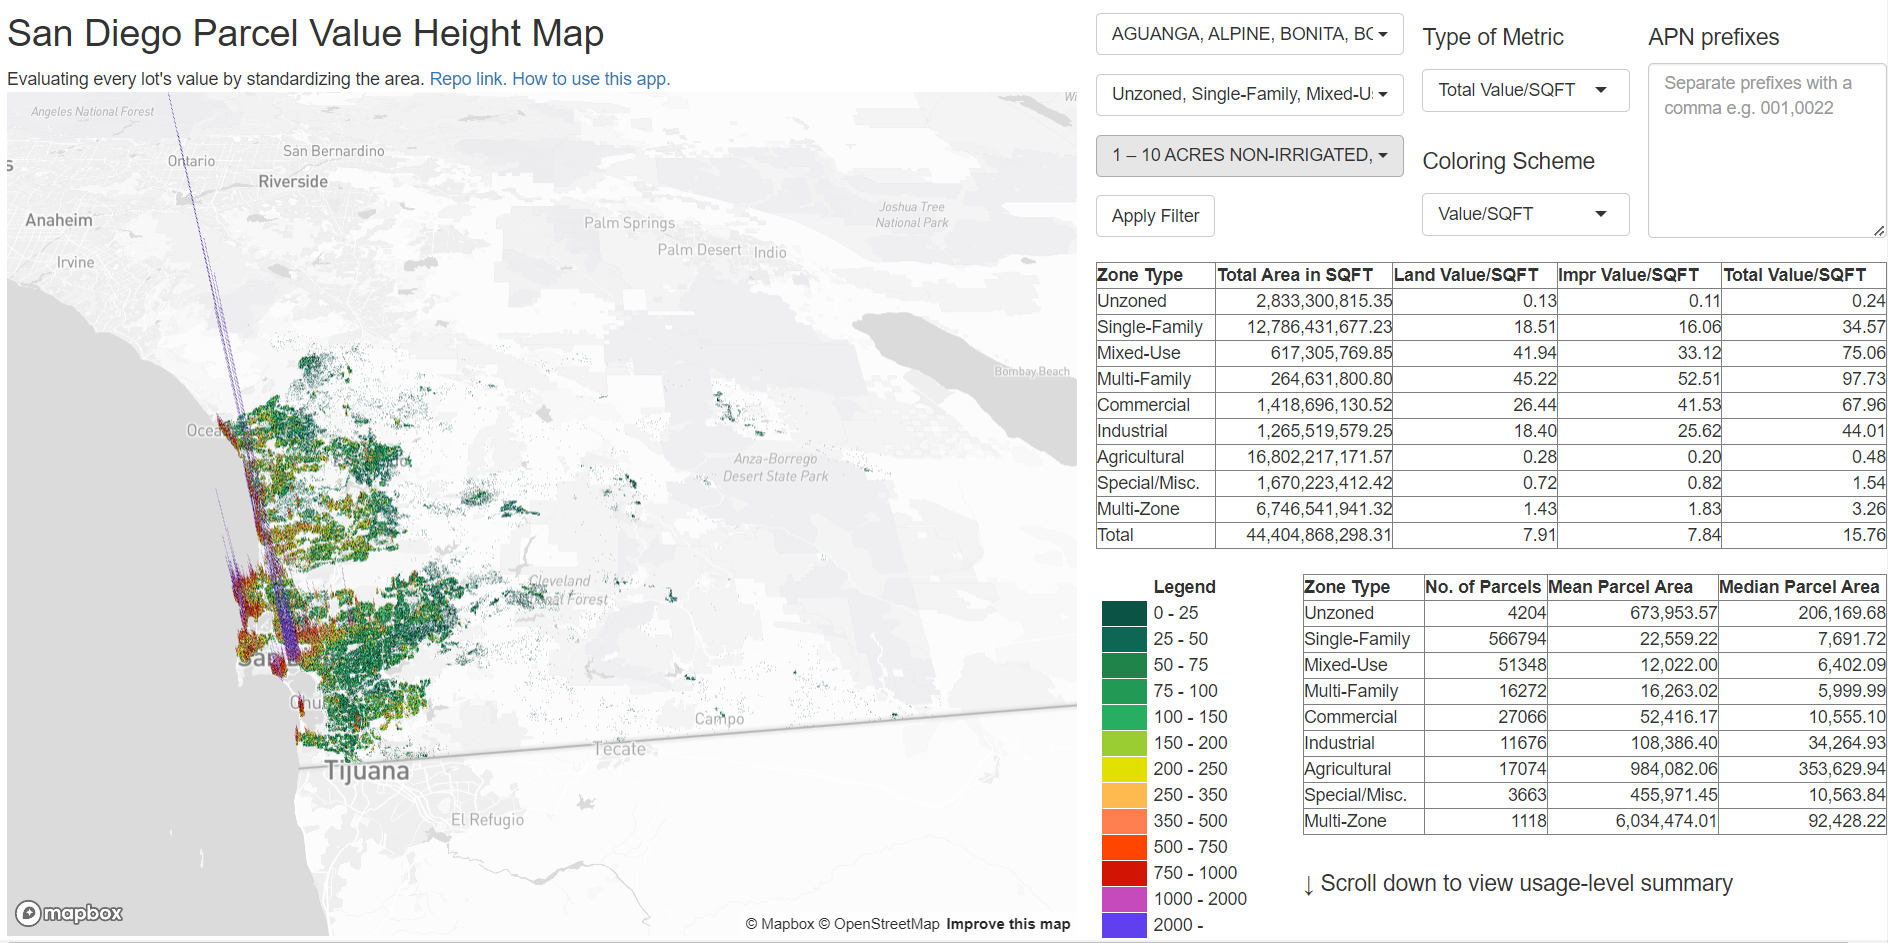 San Diego Parcel Value Height Map
Evaluating every lot's value by standardizing the area. Repo link. How to use this app.
AGUANGA, ALPINE, BONITA, BO
Unzoned, Single-Family, Mixed-U
1 – 10 ACRES NON-IRRIGATED,
Apply Filter
Type of Metric
Total Value/SQFT
Coloring Scheme
Value/SQFT
APN prefixes
Separate prefixes with a
comma e.g. 001,0022
Angeles National Forest
Wi
Ontario
San Bernardino
s
Riverside
Anaheim
Irvine
Palm Springs
Palm Desert
Indio
Joshua Tree
National Park
Bombay Beach
Ocea
Anza-Borrego
Desert State Park
Cleveland
nal Forest
San D
Chu
Campo
Tecate
Tijuana
El Refugio
mapbox
© Mapbox © OpenStreetMap Improve this map
Zone Type Total Area in SQFT Land Value/SQFT Impr Value/SQFT Total Value/SQFT
Unzoned 2,833,300,815.35 0.13 0.11 0.24
Single-Family 12,786,431,677.23 18.51 16.06 34.57
Mixed-Use 617,305,769.85 41.94 33.12 75.06
Multi-Family 264,631,800.80 45.22 52.51 97.73
Commercial 1,418,696,130.52 26.44 41.53 67.96
Industrial 1,265,519,579.25 18.40 25.62 44.01
Agricultural 16,802,217,171.57 0.28 0.20 0.48
Special/Misc. 1,670,223,412.42 0.72 0.82 1.54
Multi-Zone 6,746,541,941.32 1.43 1.83 3.26
Total 44,404,868,298.31 7.91 7.84 15.76
Legend
0 - 25
25 - 50
50 - 75
75 - 100
100 - 150
150 - 200
200 - 250
250 - 350
350 - 500
500 - 750
750 - 1000
1000 - 2000
2000 -
Zone Type No. of Parcels Mean Parcel Area Median Parcel Area
Unzoned 4204 673,953.57 206,169.68
Single-Family 566794 22,559.22 7,691.72
Mixed-Use 51348 12,022.00 6,402.09
Multi-Family 16272 16,263.02 5,999.99
Commercial 27066 52,416.17 10,555.10
Industrial 11676 108,386.40 34,264.93
Agricultural 17074 984,082.06 353,629.94
Special/Misc. 3663 455,971.45 10,563.84
Multi-Zone 1118 6,034,474.01 92,428.22
↓ Scroll down to view usage-level summary